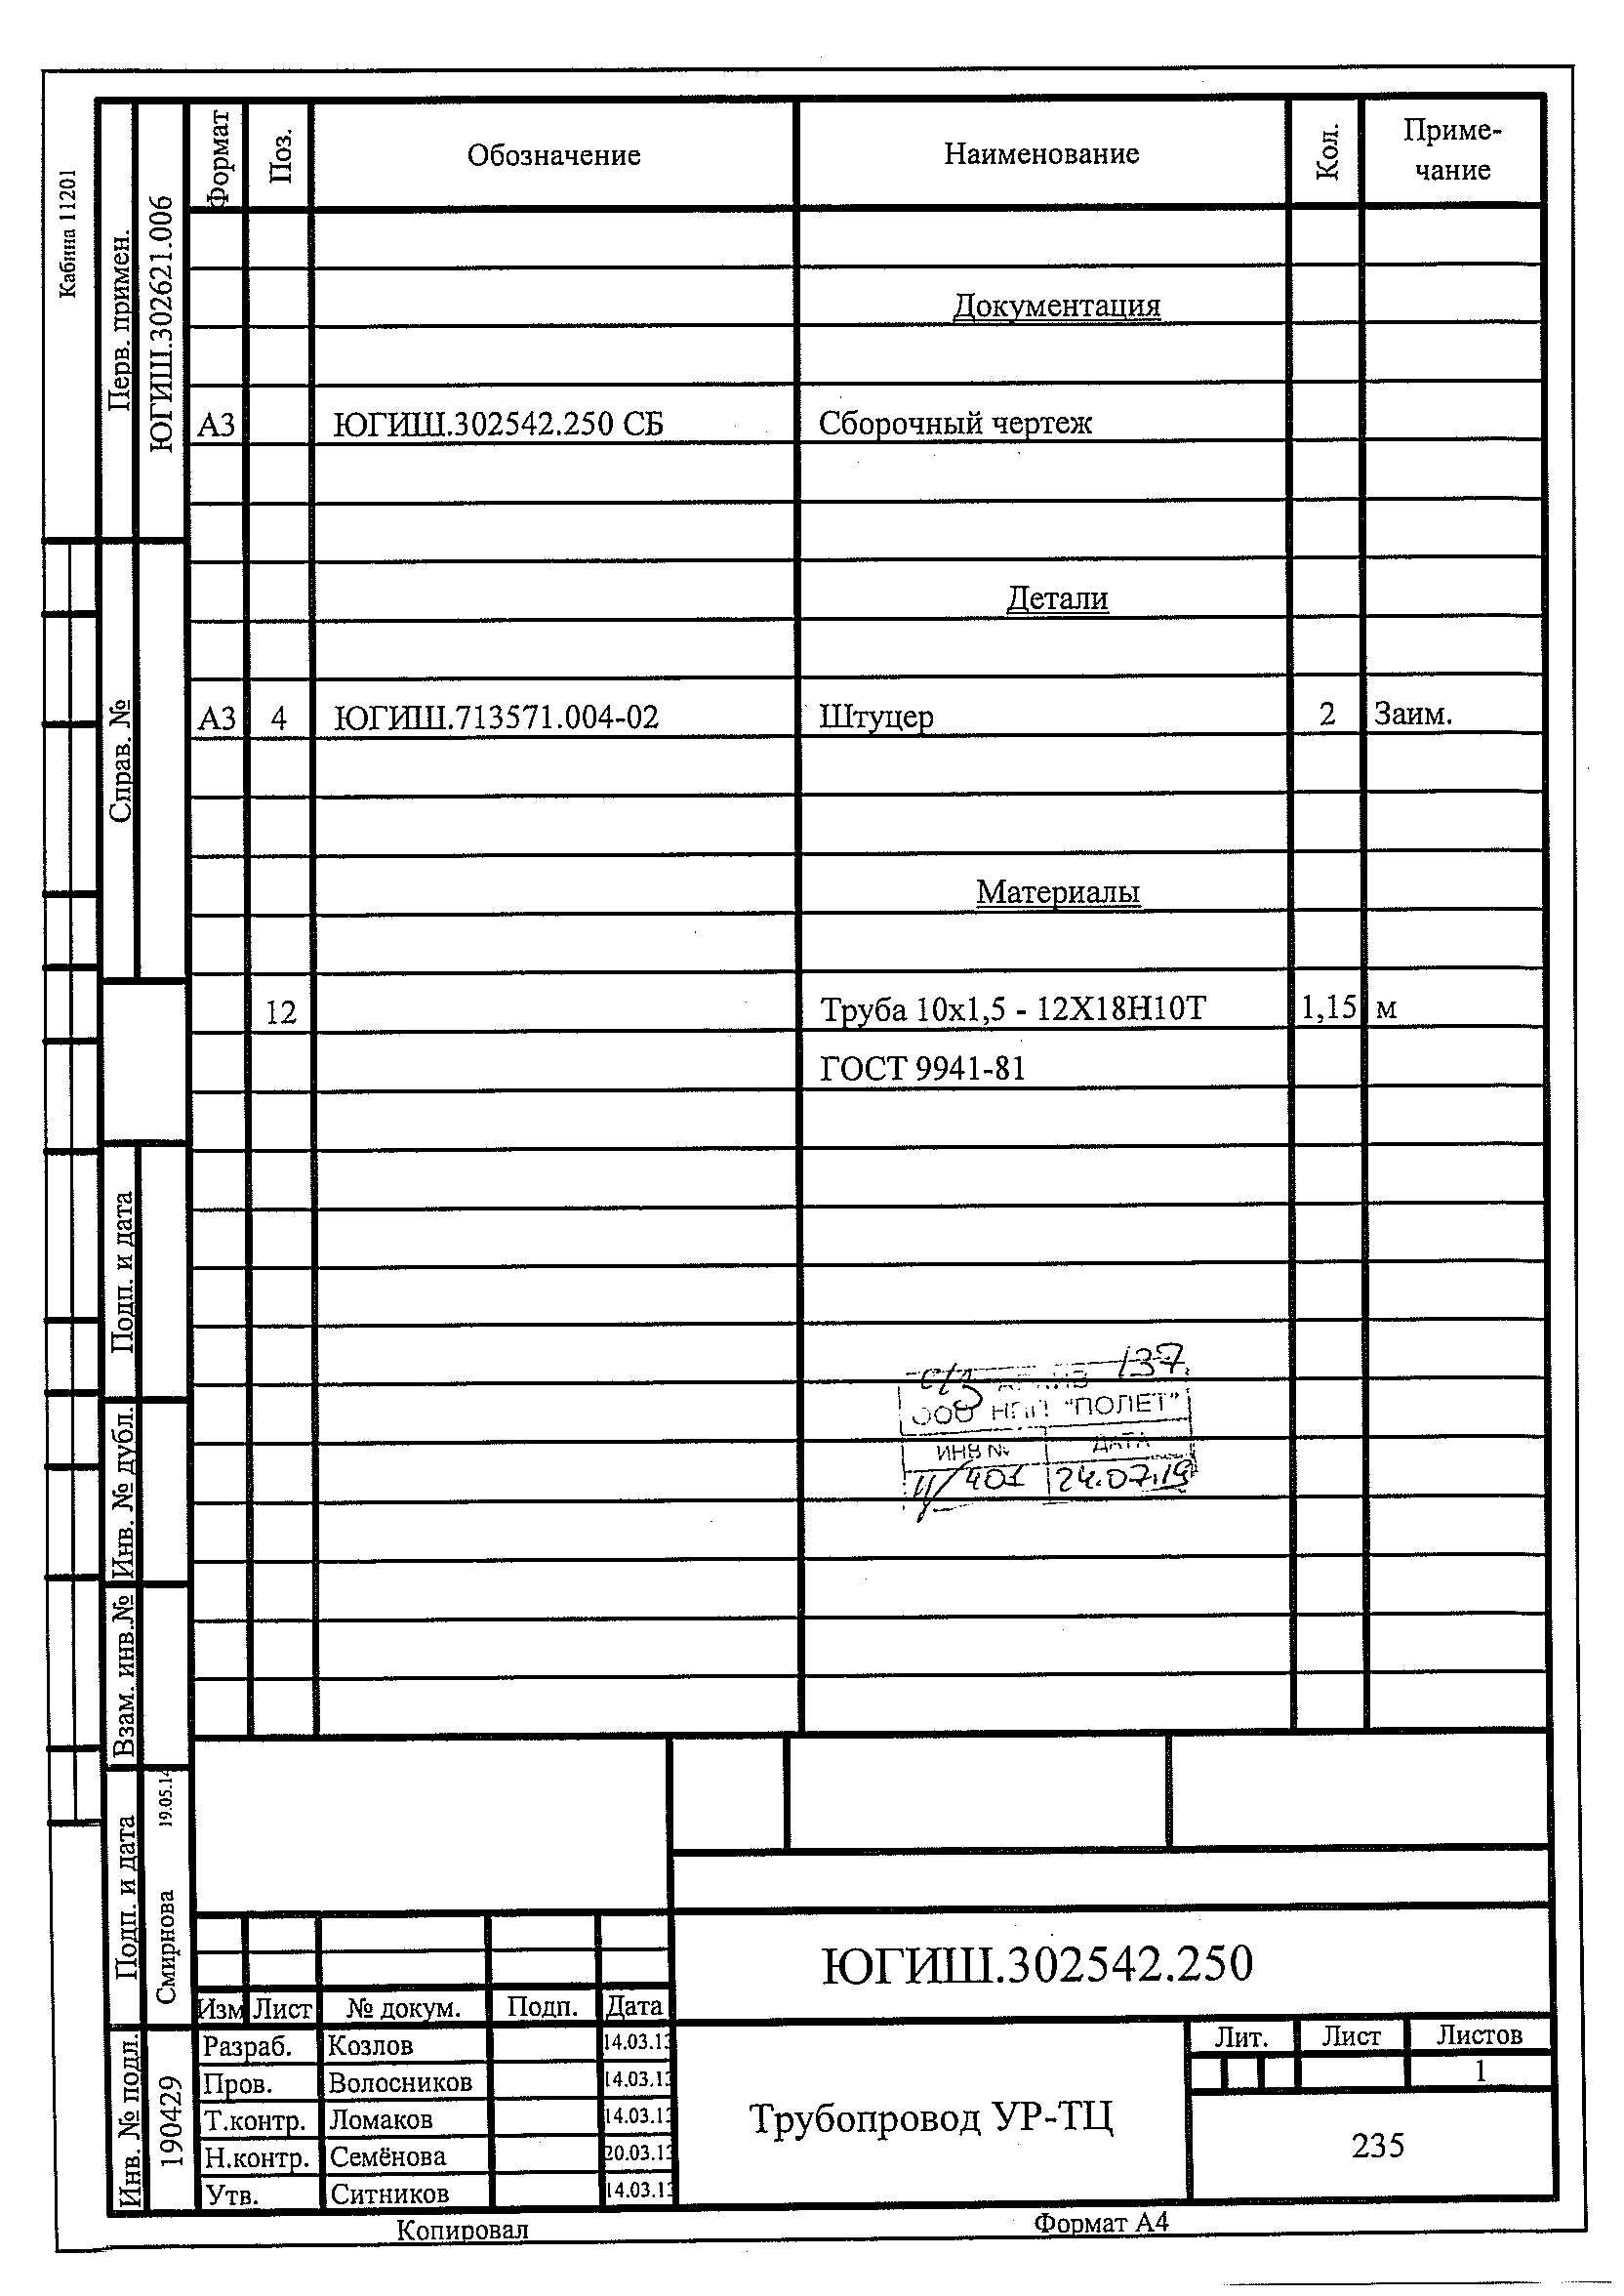 Кабина 11201
Перв. примен.
ЮГИШ.302621.006
Справ. №
Подп. и дата
Инв. № дубл.
Взам. инв.№
Подп. и дата
Смирнова 19.05.14
Инв. № подл.
190429
Формат Поз. Обозначение Наименование Кол. Приме-
чание
Документация
А3 ЮГИШ.302542.250 СБ Сборочный чертеж
Детали
А3 4 ЮГИШ.713571.004-02 Штуцер 2 Заим.
Материалы
12 Труба 10х1,5 - 12Х18Н10Т 1,15 м
ГОСТ 9941-81
АРХИВ 137
ООО НПП "ПОЛЕТ"
ИНВ № ДАТА
401 24.07.19
ЮГИШ.302542.250
Изм Лист № докум. Подп. Дата
Разраб. Козлов 14.03.13
Пров. Волосников 14.03.13
Т.контр. Ломаков 14.03.13
Н.контр. Семёнова 20.03.13
Утв. Ситников 14.03.13
Трубопровод УР-ТЦ
Лит. Лист Листов
1
235
Копировал Формат А4